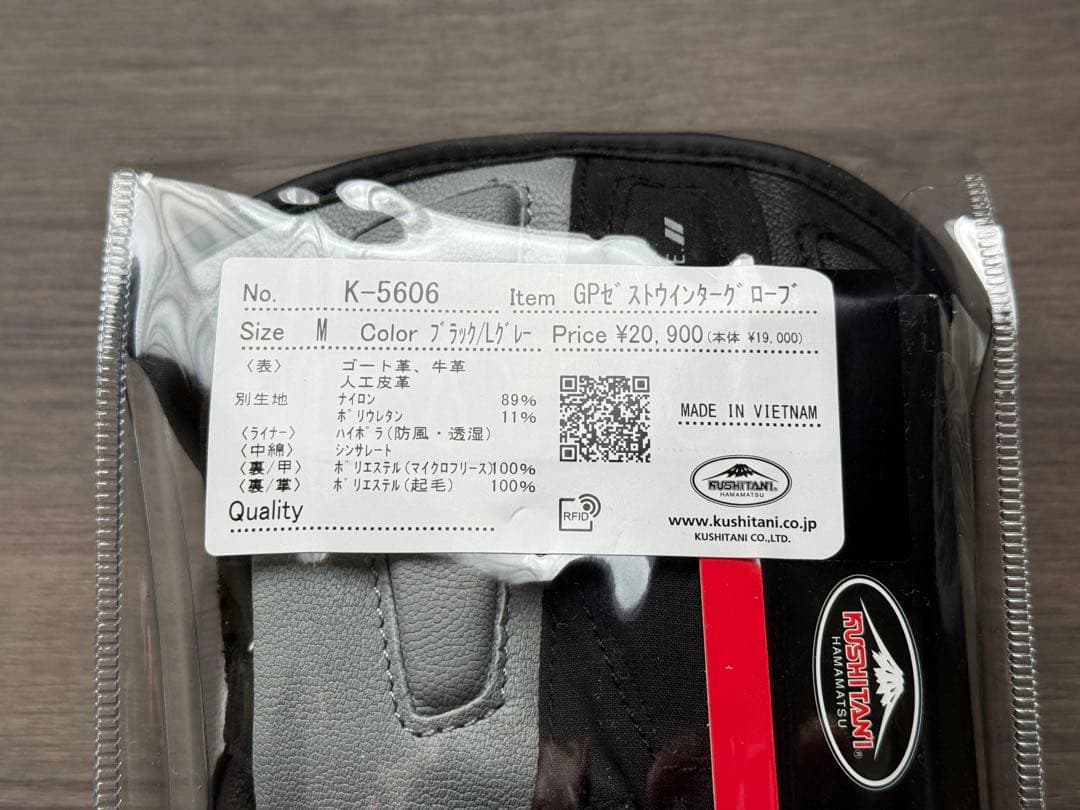 No. K-5606 Item GPゼストウインターグローブ
Size M Color ブラック/Lグレー Price ¥20,900(本体 ¥19,000)
〈表〉 ゴート革、牛革
人工皮革
別生地 ナイロン 89%
ポリウレタン 11%
〈ライナー〉 ハイポラ(防風・透湿)
〈中綿〉 シンサレート
〈裏/甲〉 ポリエステル(マイクロフリース)100%
〈裏/掌〉 ポリエステル(起毛) 100%
Quality
MADE IN VIETNAM
KUSHITANI
HAMAMATSU
RFID
www.kushitani.co.jp
KUSHITANI CO.,LTD.
KUSHITANI®
HAMAMATSU